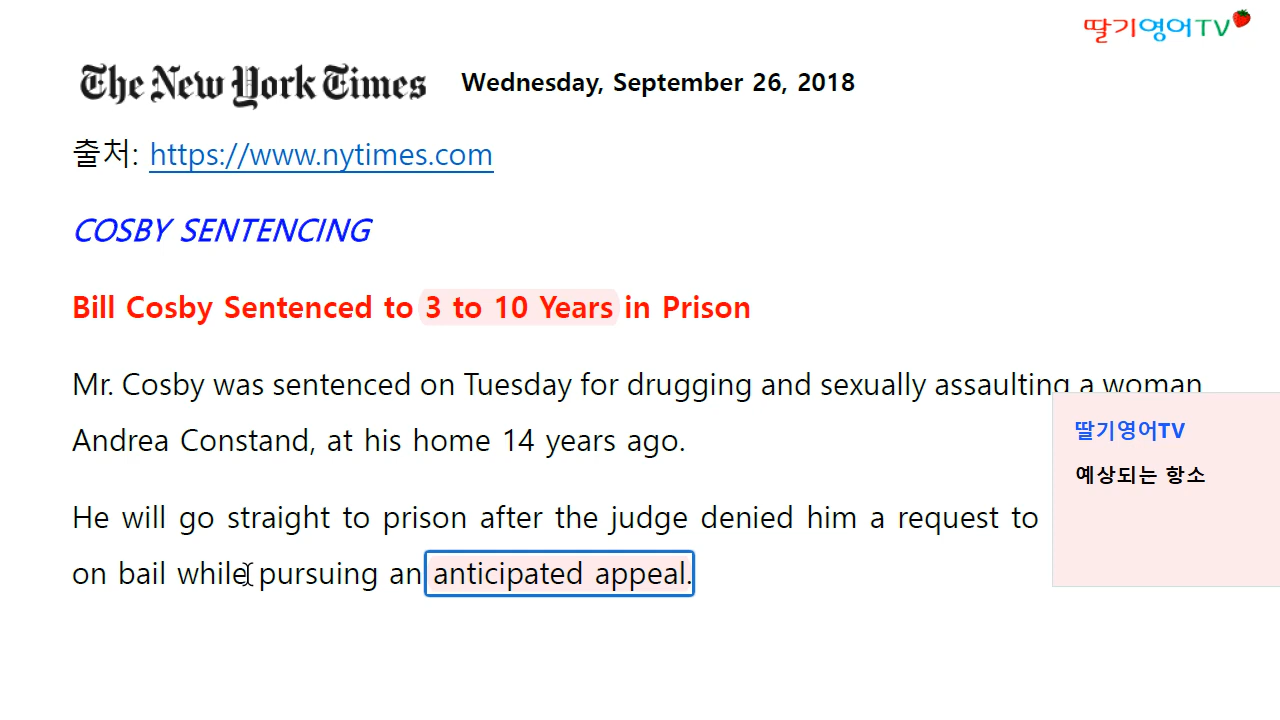 딸기영어TV
The New York Times Wednesday, September 26, 2018
출처: https://www.nytimes.com
COSBY SENTENCING
Bill Cosby Sentenced to 3 to 10 Years in Prison
Mr. Cosby was sentenced on Tuesday for drugging and sexually assaulting a woman,
Andrea Constand, at his home 14 years ago.
딸기영어TV
예상되는 항소
He will go straight to prison after the judge denied him a request to
on bail while pursuing an anticipated appeal.